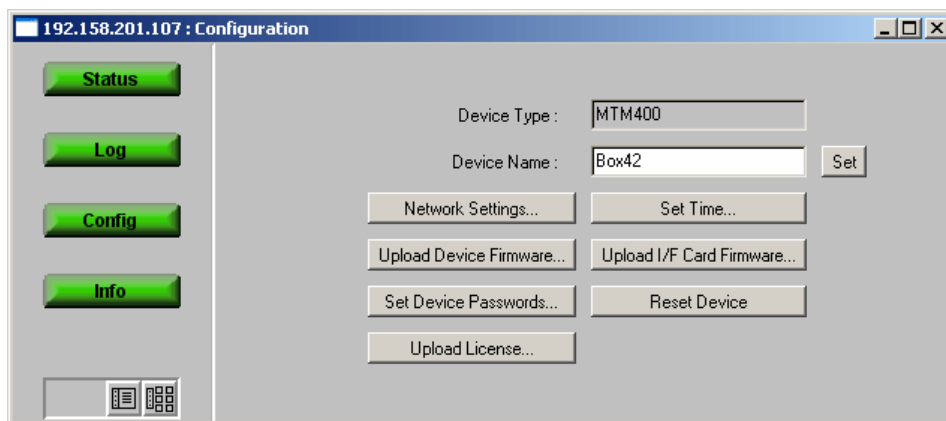 192.158.201.107 : Configuration
Status
Log
Config
Info
Device Type : MTM400
Device Name : Box42 Set
Network Settings... Set Time...
Upload Device Firmware... Upload I/F Card Firmware...
Set Device Passwords... Reset Device
Upload License...